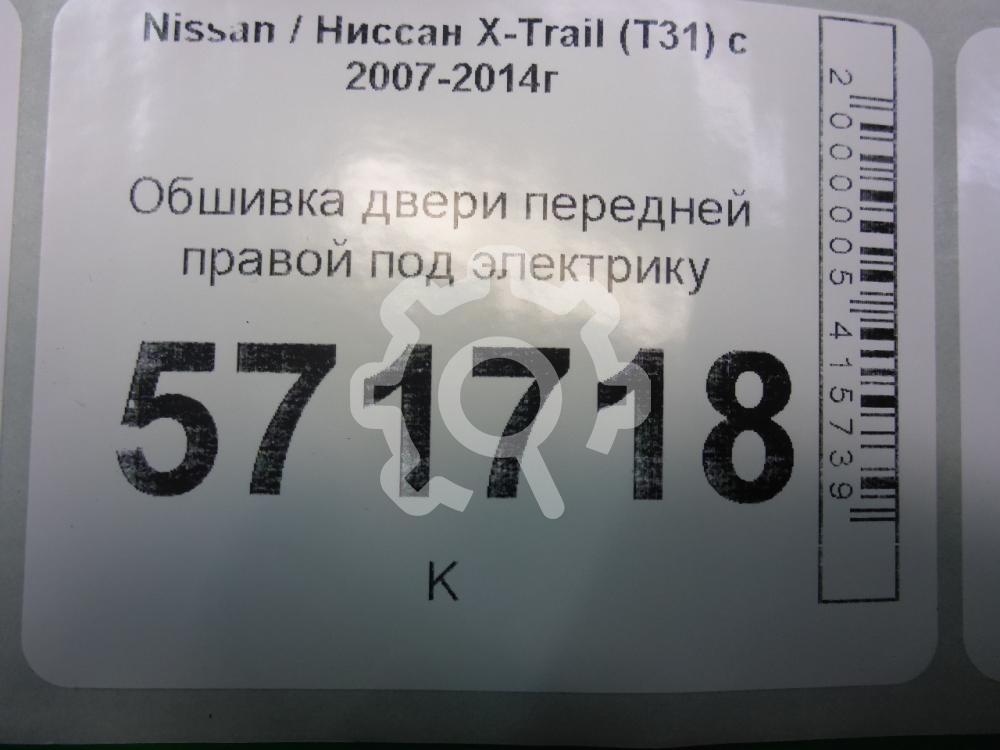 Nissan / Ниссан X-Trail (T31) с
2007-2014г
Обшивка двери передней
правой под электрику
571718
К
2000005415739